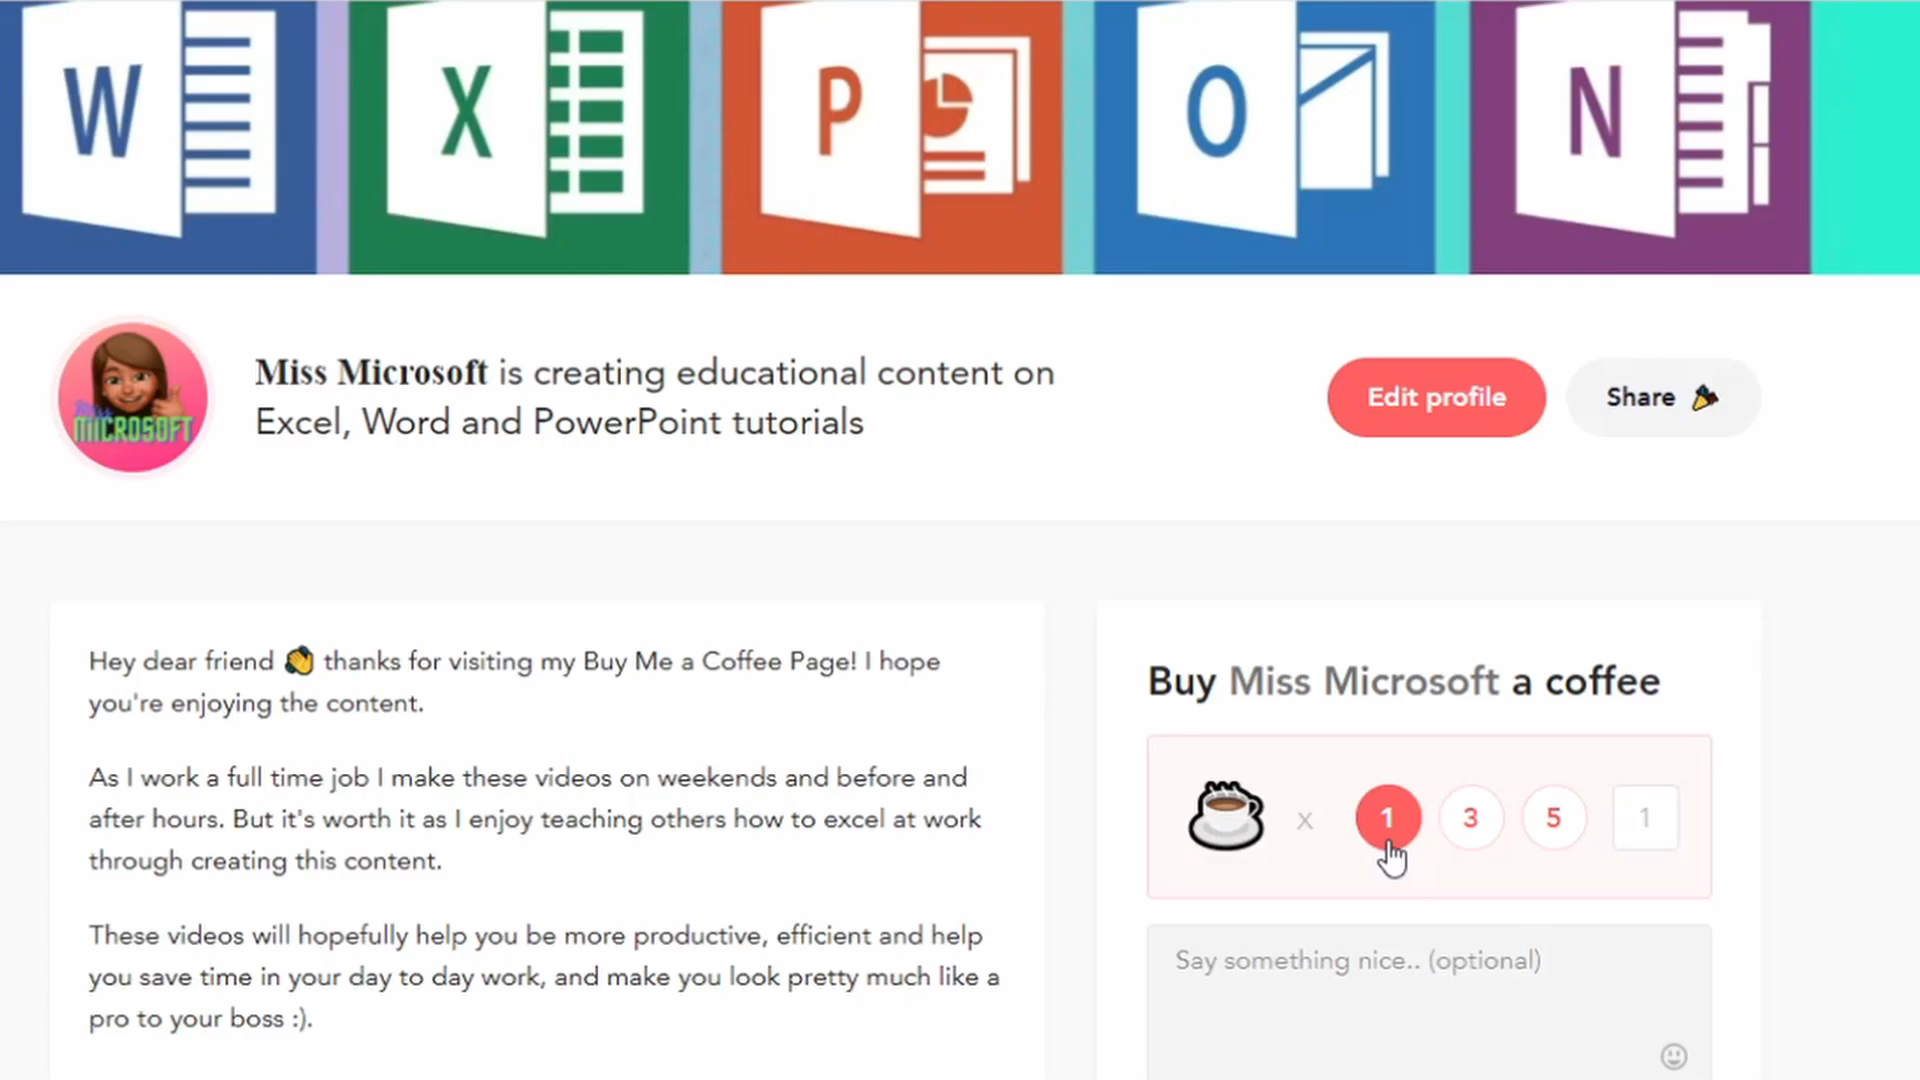 W X P O N
Miss Microsoft is creating educational content on
Excel, Word and PowerPoint tutorials
Miss
MICROSOFT
Edit profile
Share
Hey dear friend 👏 thanks for visiting my Buy Me a Coffee Page! I hope
you're enjoying the content.
As I work a full time job I make these videos on weekends and before and
after hours. But it's worth it as I enjoy teaching others how to excel at work
through creating this content.
These videos will hopefully help you be more productive, efficient and help
you save time in your day to day work, and make you look pretty much like a
pro to your boss :).
Buy Miss Microsoft a coffee
x 1 3 5 1
Say something nice.. (optional)